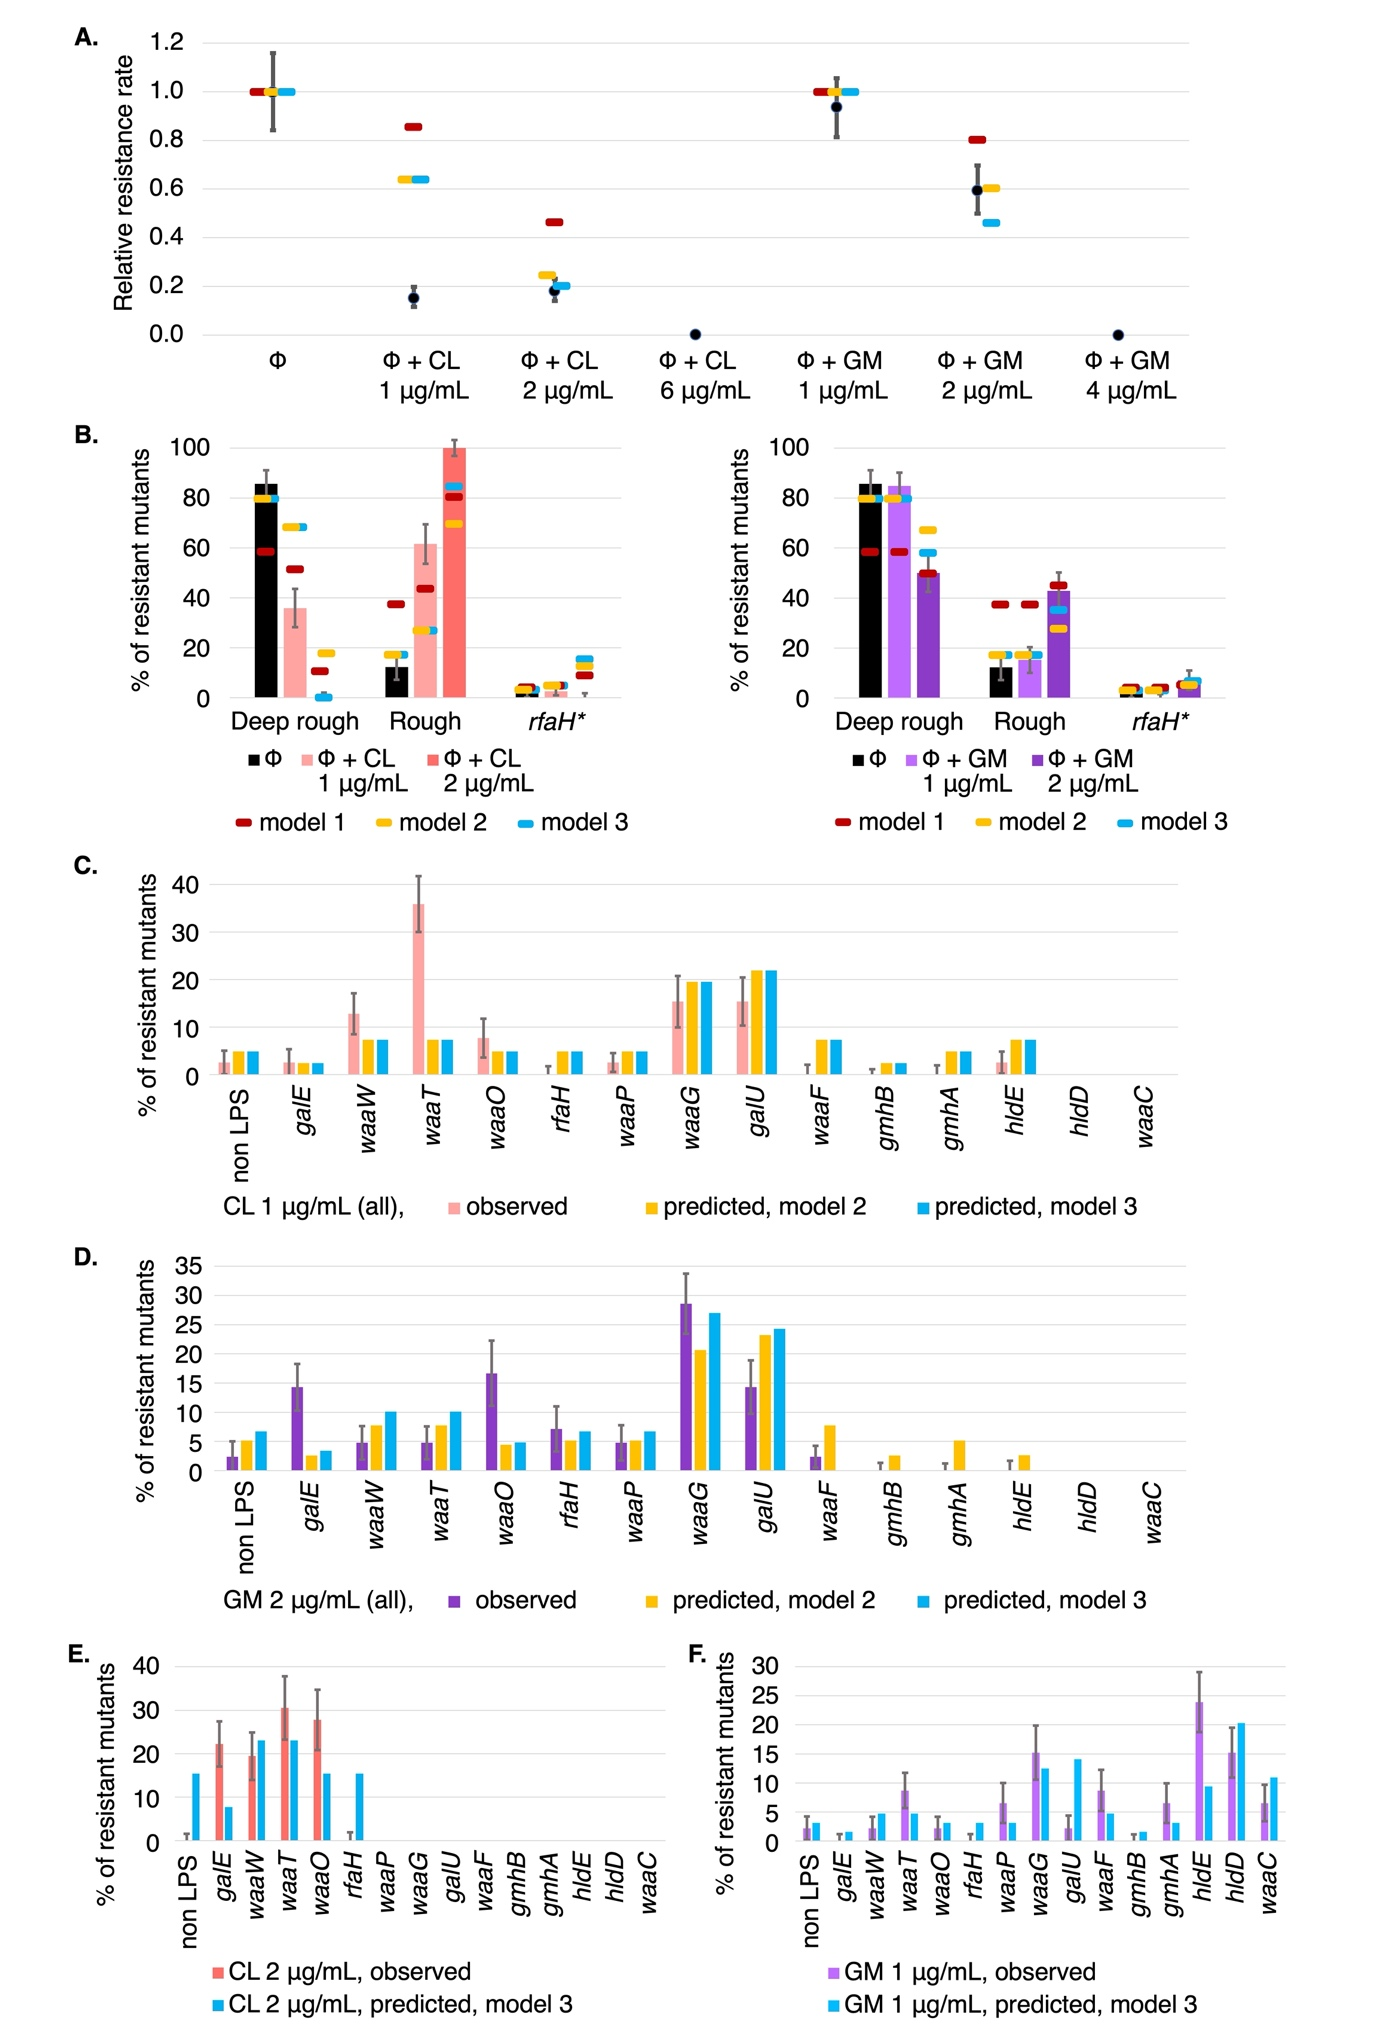 A.
Relative resistance rate
1.2
1.0
0.8
0.6
0.4
0.2
0.0
Φ
Φ + CL
1 µg/mL
Φ + CL
2 µg/mL
Φ + CL
6 µg/mL
Φ + GM
1 µg/mL
Φ + GM
2 µg/mL
Φ + GM
4 µg/mL
B.
% of resistant mutants
100
80
60
40
20
0
Deep rough
Rough
rfaH*
Φ
Φ + CL
1 µg/mL
Φ + CL
2 µg/mL
model 1
model 2
model 3
% of resistant mutants
100
80
60
40
20
0
Deep rough
Rough
rfaH*
Φ
Φ + GM
1 µg/mL
Φ + GM
2 µg/mL
model 1
model 2
model 3
C.
% of resistant mutants
40
30
20
10
0
non LPS
galE
waaW
waaT
waaO
rfaH
waaP
waaG
galU
waaF
gmhB
gmhA
hldE
hldD
waaC
CL 1 µg/mL (all),
observed
predicted, model 2
predicted, model 3
D.
% of resistant mutants
35
30
25
20
15
10
5
0
non LPS
galE
waaW
waaT
waaO
rfaH
waaP
waaG
galU
waaF
gmhB
gmhA
hldE
hldD
waaC
GM 2 µg/mL (all),
observed
predicted, model 2
predicted, model 3
E.
% of resistant mutants
40
30
20
10
0
non LPS
galE
waaW
waaT
waaO
rfaH
waaP
waaG
galU
waaF
gmhB
gmhA
hldE
hldD
waaC
CL 2 µg/mL, observed
CL 2 µg/mL, predicted, model 3
F.
% of resistant mutants
30
25
20
15
10
5
0
non LPS
galE
waaW
waaT
waaO
rfaH
waaP
waaG
galU
waaF
gmhB
gmhA
hldE
hldD
waaC
GM 1 µg/mL, observed
GM 1 µg/mL, predicted, model 3